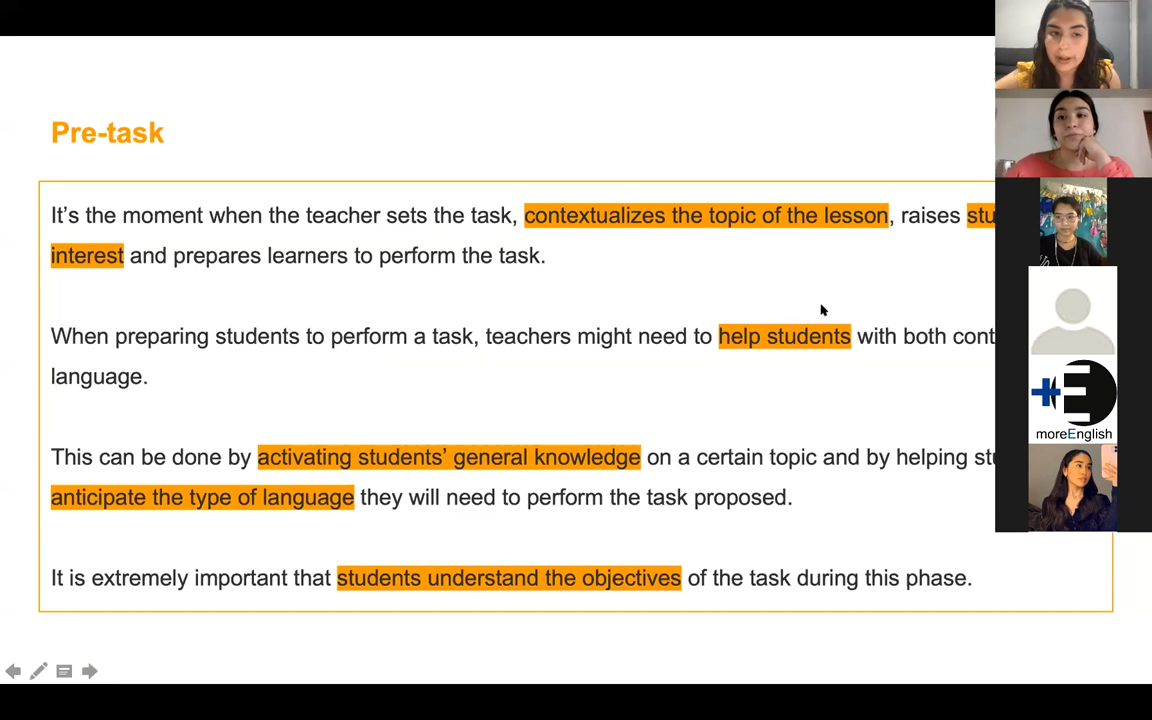 Pre-task
It's the moment when the teacher sets the task, contextualizes the topic of the lesson, raises stu
interest and prepares learners to perform the task.
When preparing students to perform a task, teachers might need to help students with both cont
language.
This can be done by activating students' general knowledge on a certain topic and by helping stu
anticipate the type of language they will need to perform the task proposed.
It is extremely important that students understand the objectives of the task during this phase.
+E
moreEnglish